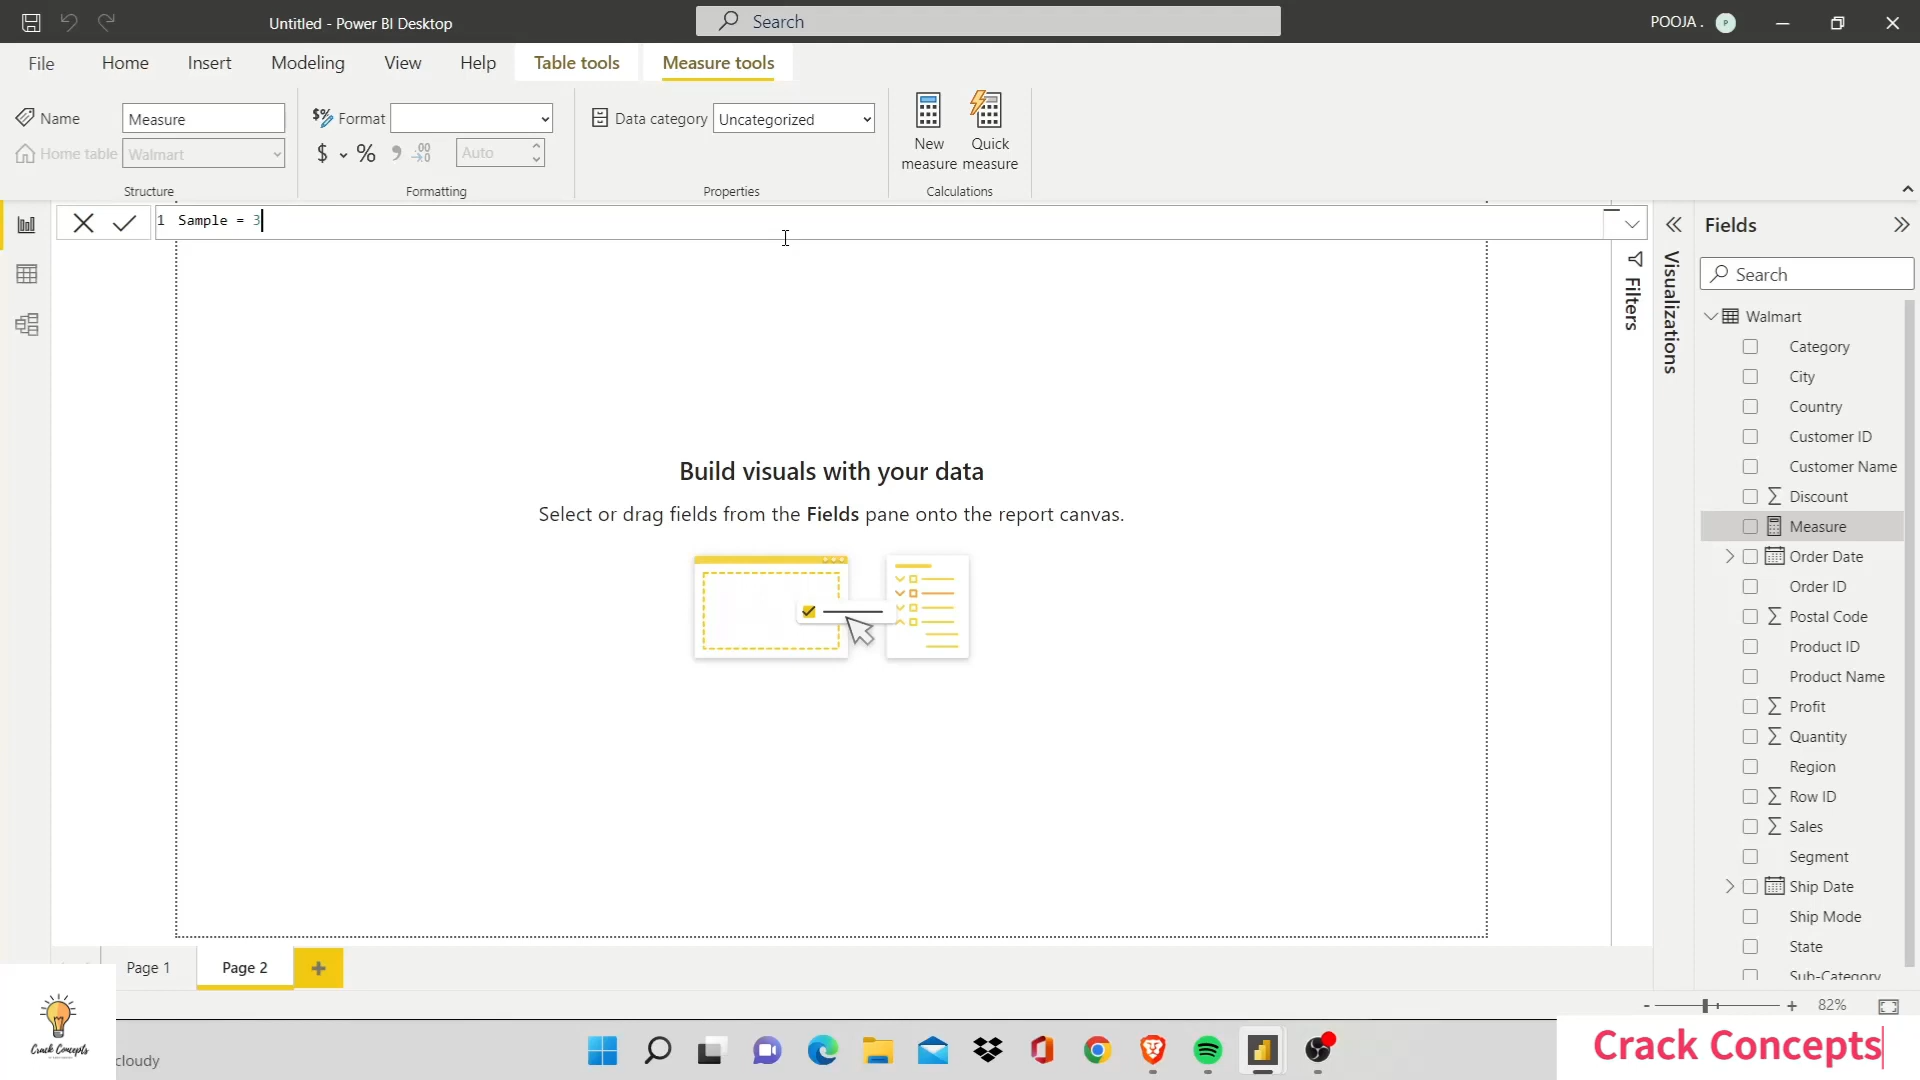 Untitled - Power BI Desktop
Search
POOJA .
P
File
Home
Insert
Modeling
View
Help
Table tools
Measure tools
Name
Measure
Home table
Walmart
Structure
Format
$
%
Auto
Formatting
Data category
Uncategorized
Properties
New
measure
Quick
measure
Calculations
1 Sample = 3
Build visuals with your data
Select or drag fields from the Fields pane onto the report canvas.
Filters
Visualizations
Fields
Search
Walmart
Category
City
Country
Customer ID
Customer Name
Discount
Measure
Order Date
Order ID
Postal Code
Product ID
Product Name
Profit
Quantity
Region
Row ID
Sales
Segment
Ship Date
Ship Mode
State
Sub-Category
Page 1
Page 2
82%
Crack Concepts
cloudy
Crack Concepts